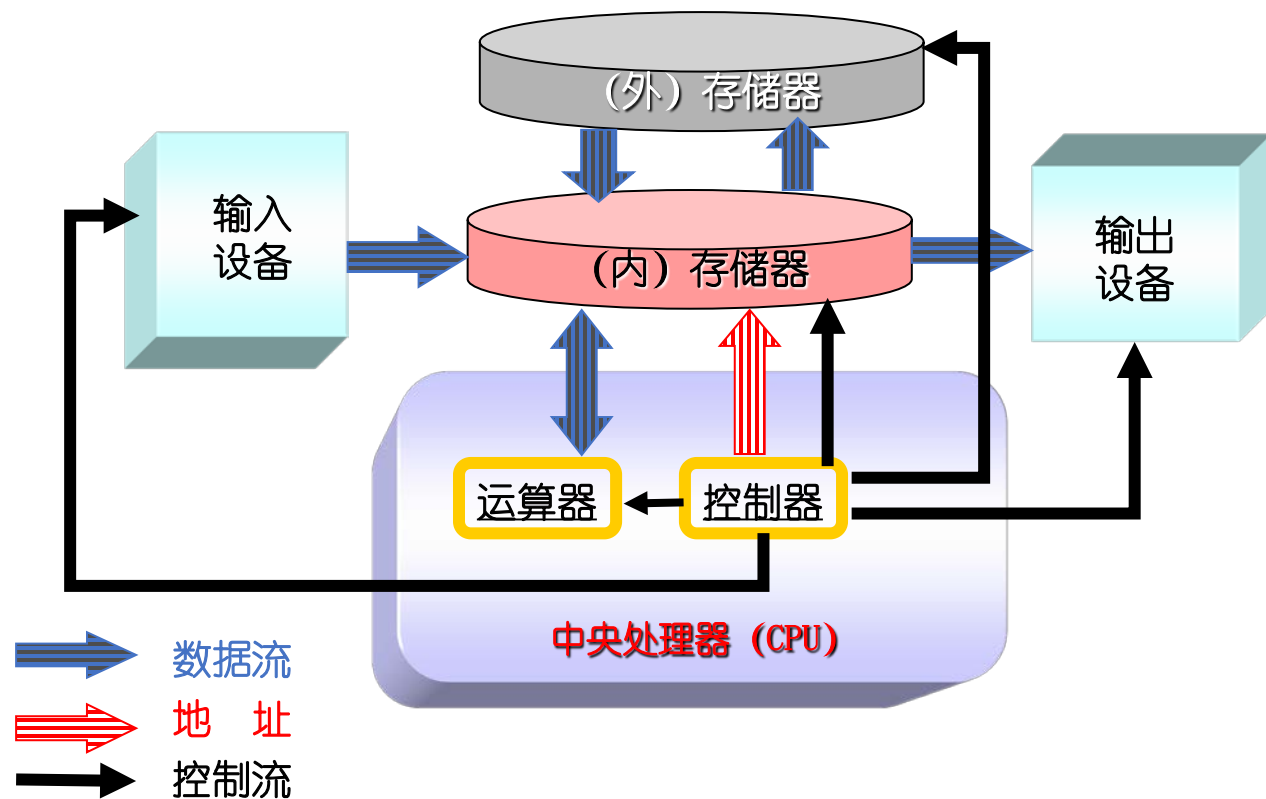 （外）存储器
输入
设备
（内）存储器
输出
设备
运算器
控制器
中央处理器（CPU）
数据流
地 址
控制流